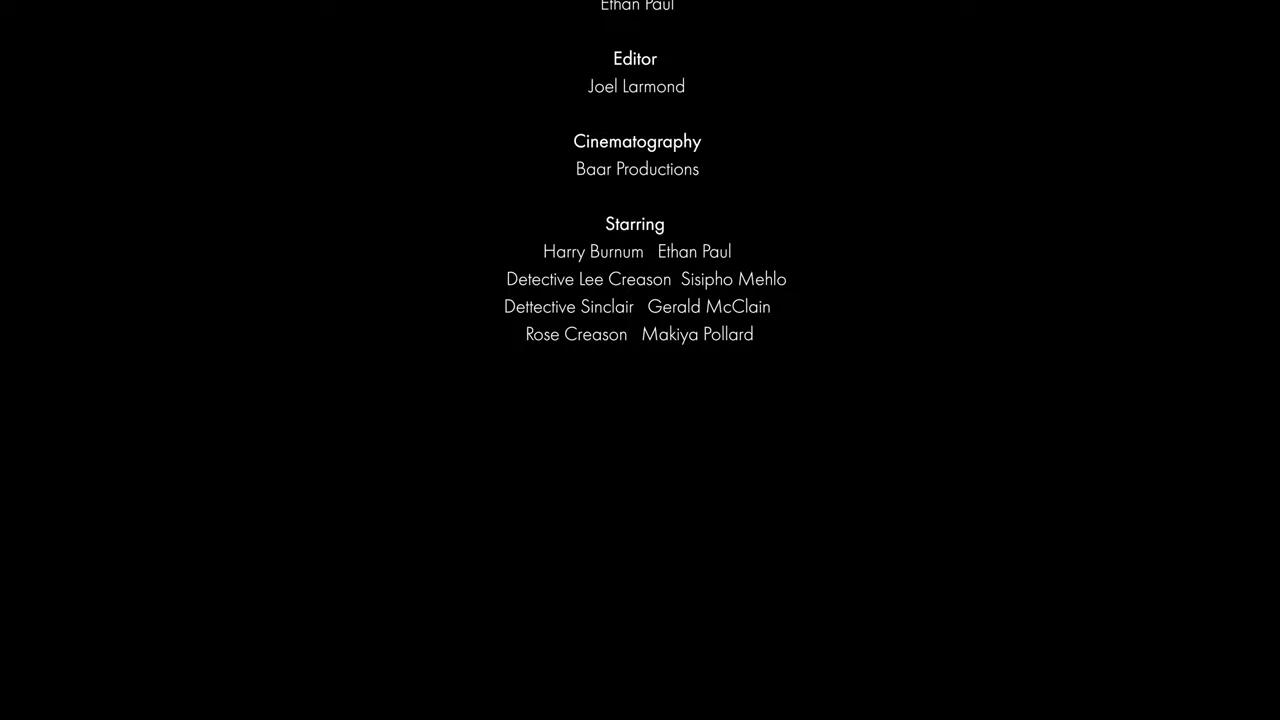 Ethan Paul
Editor
Joel Larmond
Cinematography
Baar Productions
Starring
Harry Burnum Ethan Paul
Detective Lee Creason Sisipho Mehlo
Dettective Sinclair Gerald McClain
Rose Creason Makiya Pollard